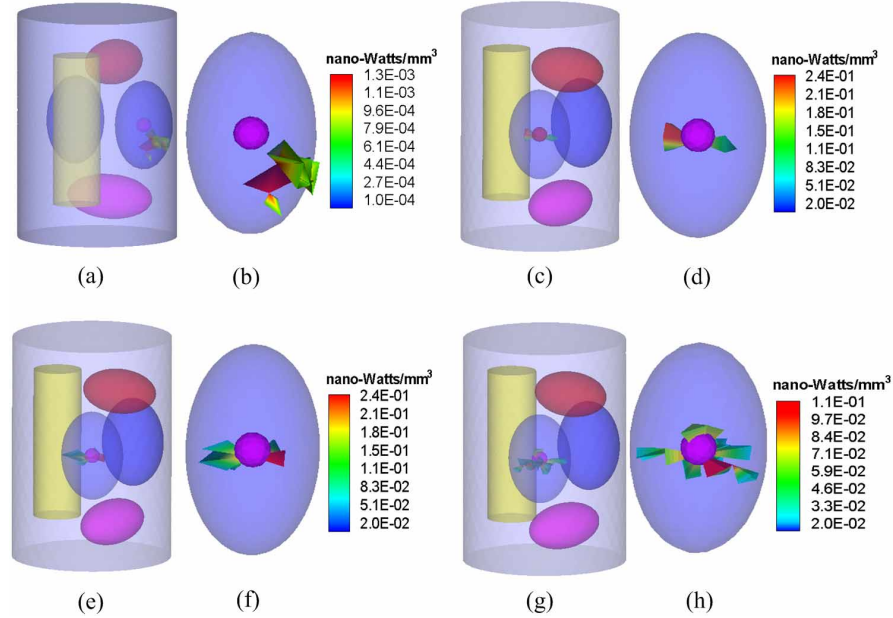 nano-Watts/mm³
1.3E-03
1.1E-03
9.6E-04
7.9E-04
6.1E-04
4.4E-04
2.7E-04
1.0E-04
(a)
(b)
nano-Watts/mm³
2.4E-01
2.1E-01
1.8E-01
1.5E-01
1.1E-01
8.3E-02
5.1E-02
2.0E-02
(c)
(d)
nano-Watts/mm³
2.4E-01
2.1E-01
1.8E-01
1.5E-01
1.1E-01
8.3E-02
5.1E-02
2.0E-02
(e)
(f)
nano-Watts/mm³
1.1E-01
9.7E-02
8.4E-02
7.1E-02
5.9E-02
4.6E-02
3.3E-02
2.0E-02
(g)
(h)